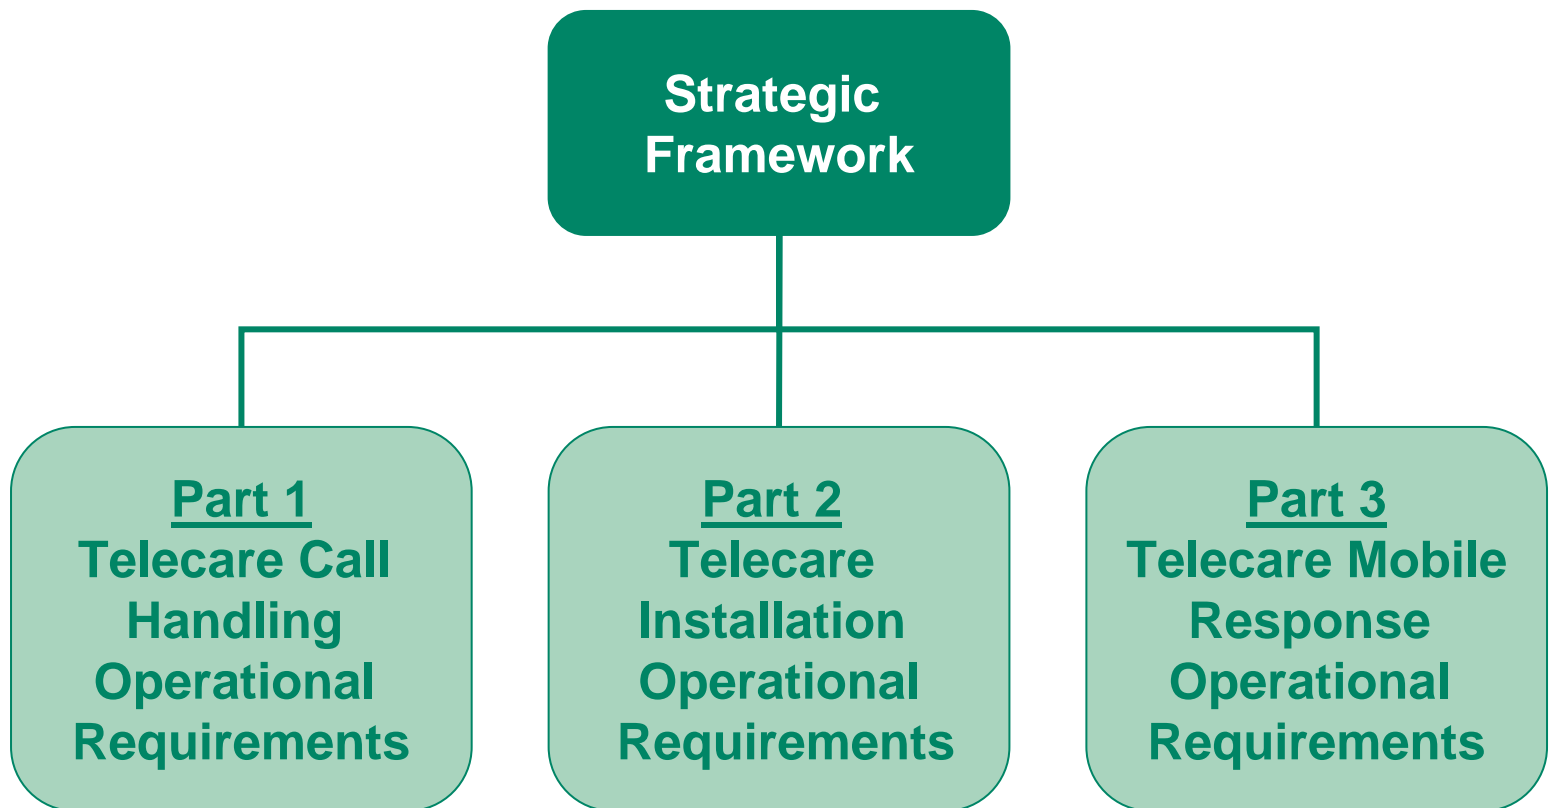 Strategic
Framework
Part 1
Telecare Call
Handling
Operational
Requirements
Part 2
Telecare
Installation
Operational
Requirements
Part 3
Telecare Mobile
Response
Operational
Requirements